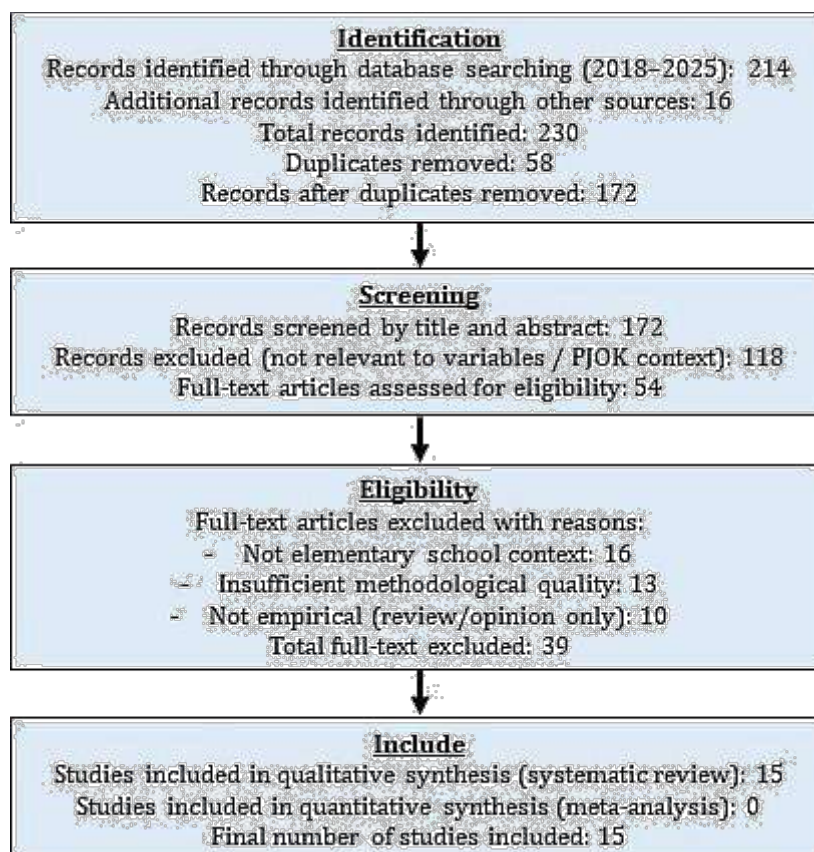 Identification
Records identified through database searching (2018–2025): 214
Additional records identified through other sources: 16
Total records identified: 230
Duplicates removed: 58
Records after duplicates removed: 172
Screening
Records screened by title and abstract: 172
Records excluded (not relevant to variables / PJOK context): 118
Full-text articles assessed for eligibility: 54
Eligibility
Full-text articles excluded with reasons:
- Not elementary school context: 16
- Insufficient methodological quality: 13
- Not empirical (review/opinion only): 10
Total full-text excluded: 39
Include
Studies included in qualitative synthesis (systematic review): 15
Studies included in quantitative synthesis (meta-analysis): 0
Final number of studies included: 15